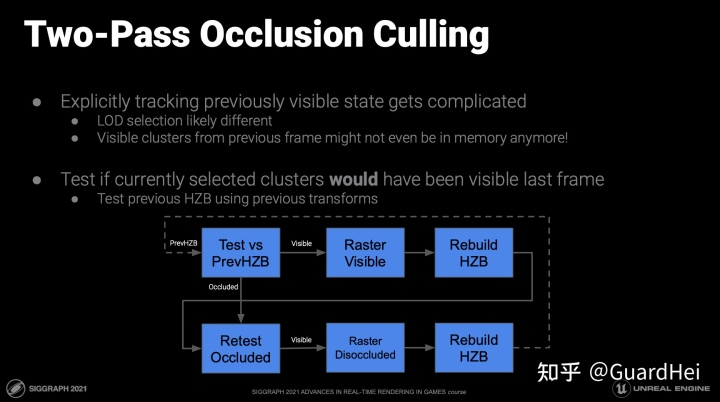 Two-Pass Occlusion Culling
● Explicitly tracking previously visible state gets complicated
● LOD selection likely different
● Visible clusters from previous frame might not even be in memory anymore!
● Test if currently selected clusters would have been visible last frame
● Test previous HZB using previous transforms
PrevHZB
Test vs
PrevHZB
Visible
Raster
Visible
Rebuild
HZB
Occluded
Retest
Occluded
Visible
Raster
Disoccluded
Rebuild
HZB
知乎 @GuardHei
SIGGRAPH 2021
SIGGRAPH 2021 ADVANCES IN REAL-TIME RENDERING IN GAMES course
UNREAL ENGINE